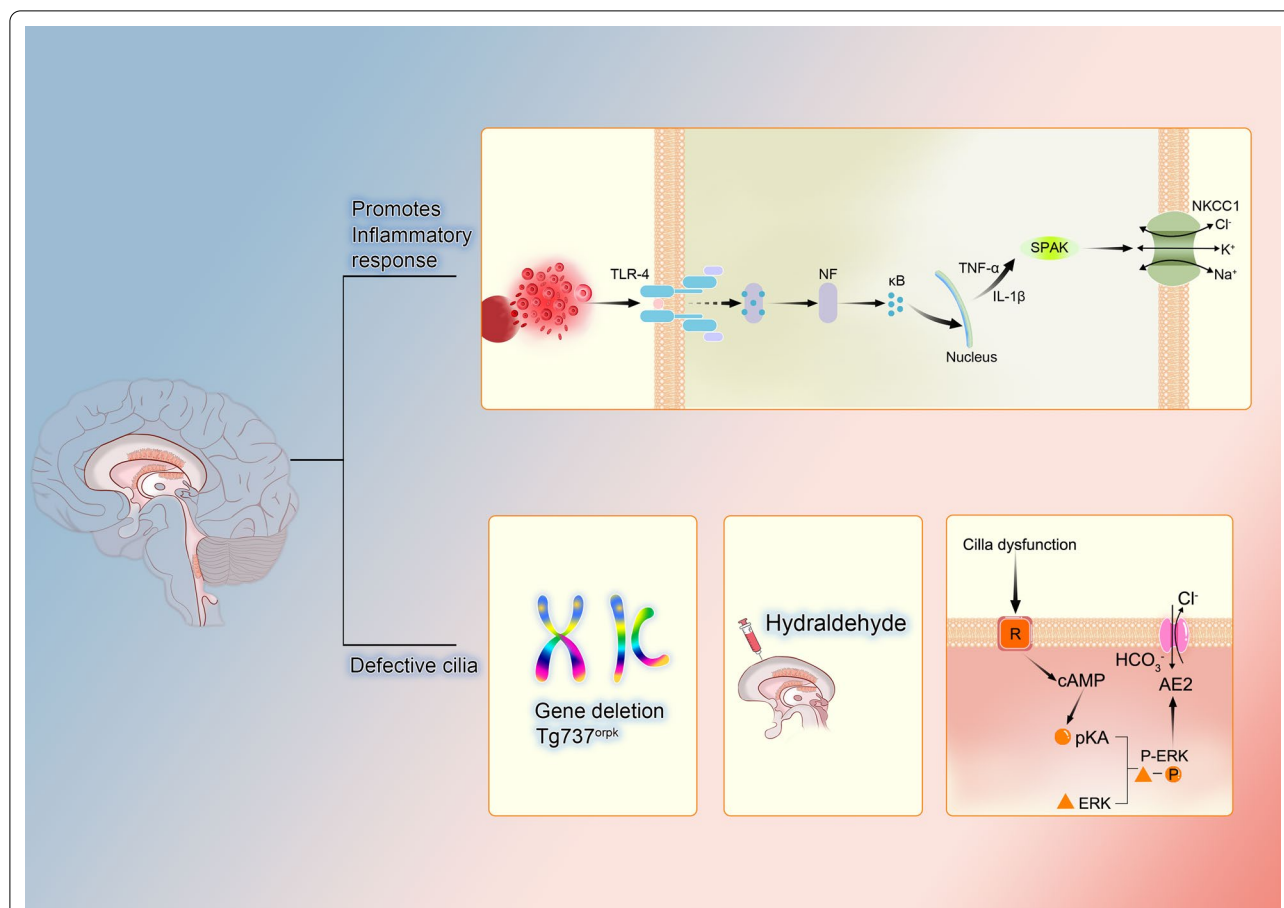 Promotes
Inflammatory
response
TLR-4
NF
κB
Nucleus
TNF-α
IL-1β
SPAK
NKCC1
Cl-
K+
Na+
Defective cilia
Gene deletion
Tg737orpk
Hydraldehyde
Cilla dysfunction
R
Cl-
HCO3-
cAMP
AE2
pKA
P-ERK
P
ERK